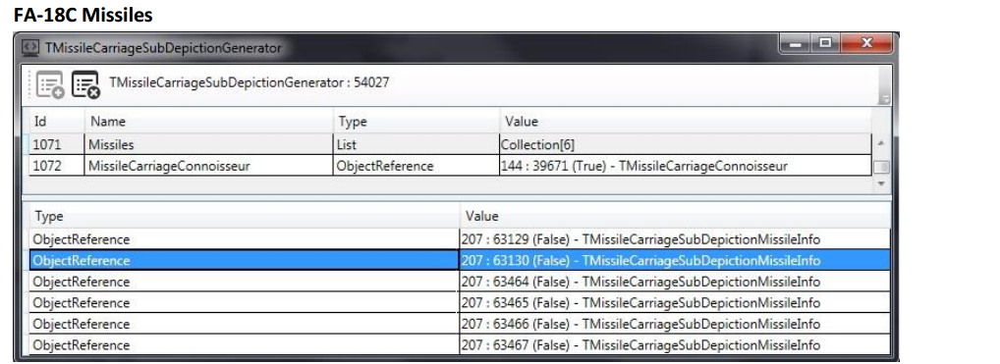 FA-18C Missiles
TMissileCarriageSubDepictionGenerator
TMissileCarriageSubDepictionGenerator : 54027
Id Name Type Value
1071 Missiles List Collection[6]
1072 MissileCarriageConnoisseur ObjectReference 144 : 39671 (True) - TMissileCarriageConnoisseur
Type Value
ObjectReference 207 : 63129 (False) - TMissileCarriageSubDepictionMissileInfo
ObjectReference 207 : 63130 (False) - TMissileCarriageSubDepictionMissileInfo
ObjectReference 207 : 63464 (False) - TMissileCarriageSubDepictionMissileInfo
ObjectReference 207 : 63465 (False) - TMissileCarriageSubDepictionMissileInfo
ObjectReference 207 : 63466 (False) - TMissileCarriageSubDepictionMissileInfo
ObjectReference 207 : 63467 (False) - TMissileCarriageSubDepictionMissileInfo